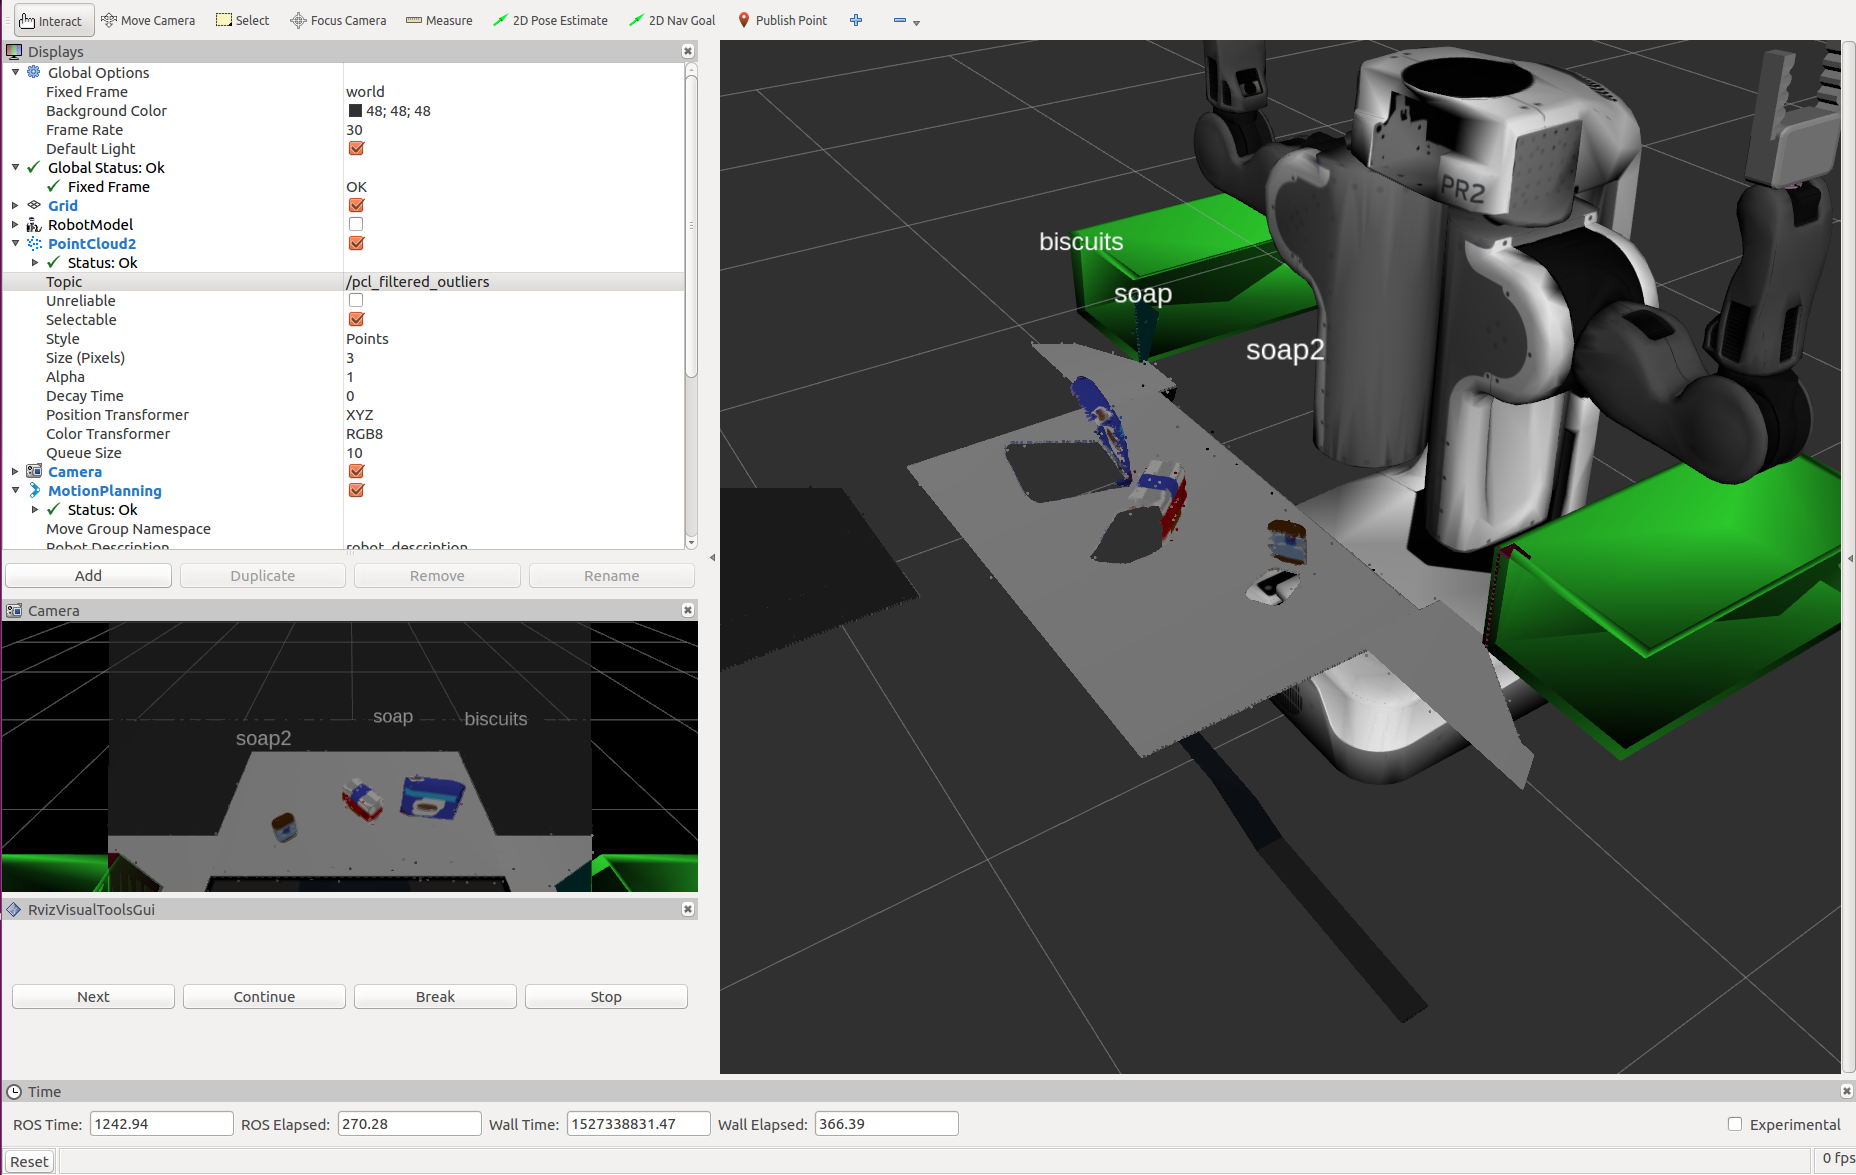 Interact Move Camera Select Focus Camera Measure 2D Pose Estimate 2D Nav Goal Publish Point
Displays
Global Options
Fixed Frame world
Background Color 48; 48; 48
Frame Rate 30
Default Light
Global Status: Ok
Fixed Frame OK
Grid
RobotModel
PointCloud2
Status: Ok
Topic /pcl_filtered_outliers
Unreliable
Selectable
Style Points
Size (Pixels) 3
Alpha 1
Decay Time 0
Position Transformer XYZ
Color Transformer RGB8
Queue Size 10
Camera
MotionPlanning
Status: Ok
Move Group Namespace
Robot Description robot_description
Add Duplicate Remove Rename
Camera
soap biscuits
soap2
RvizVisualToolsGui
Next Continue Break Stop
PR2
biscuits
soap
soap2
Time
ROS Time: 1242.94 ROS Elapsed: 270.28 Wall Time: 1527338831.47 Wall Elapsed: 366.39 Experimental
Reset 0 fps